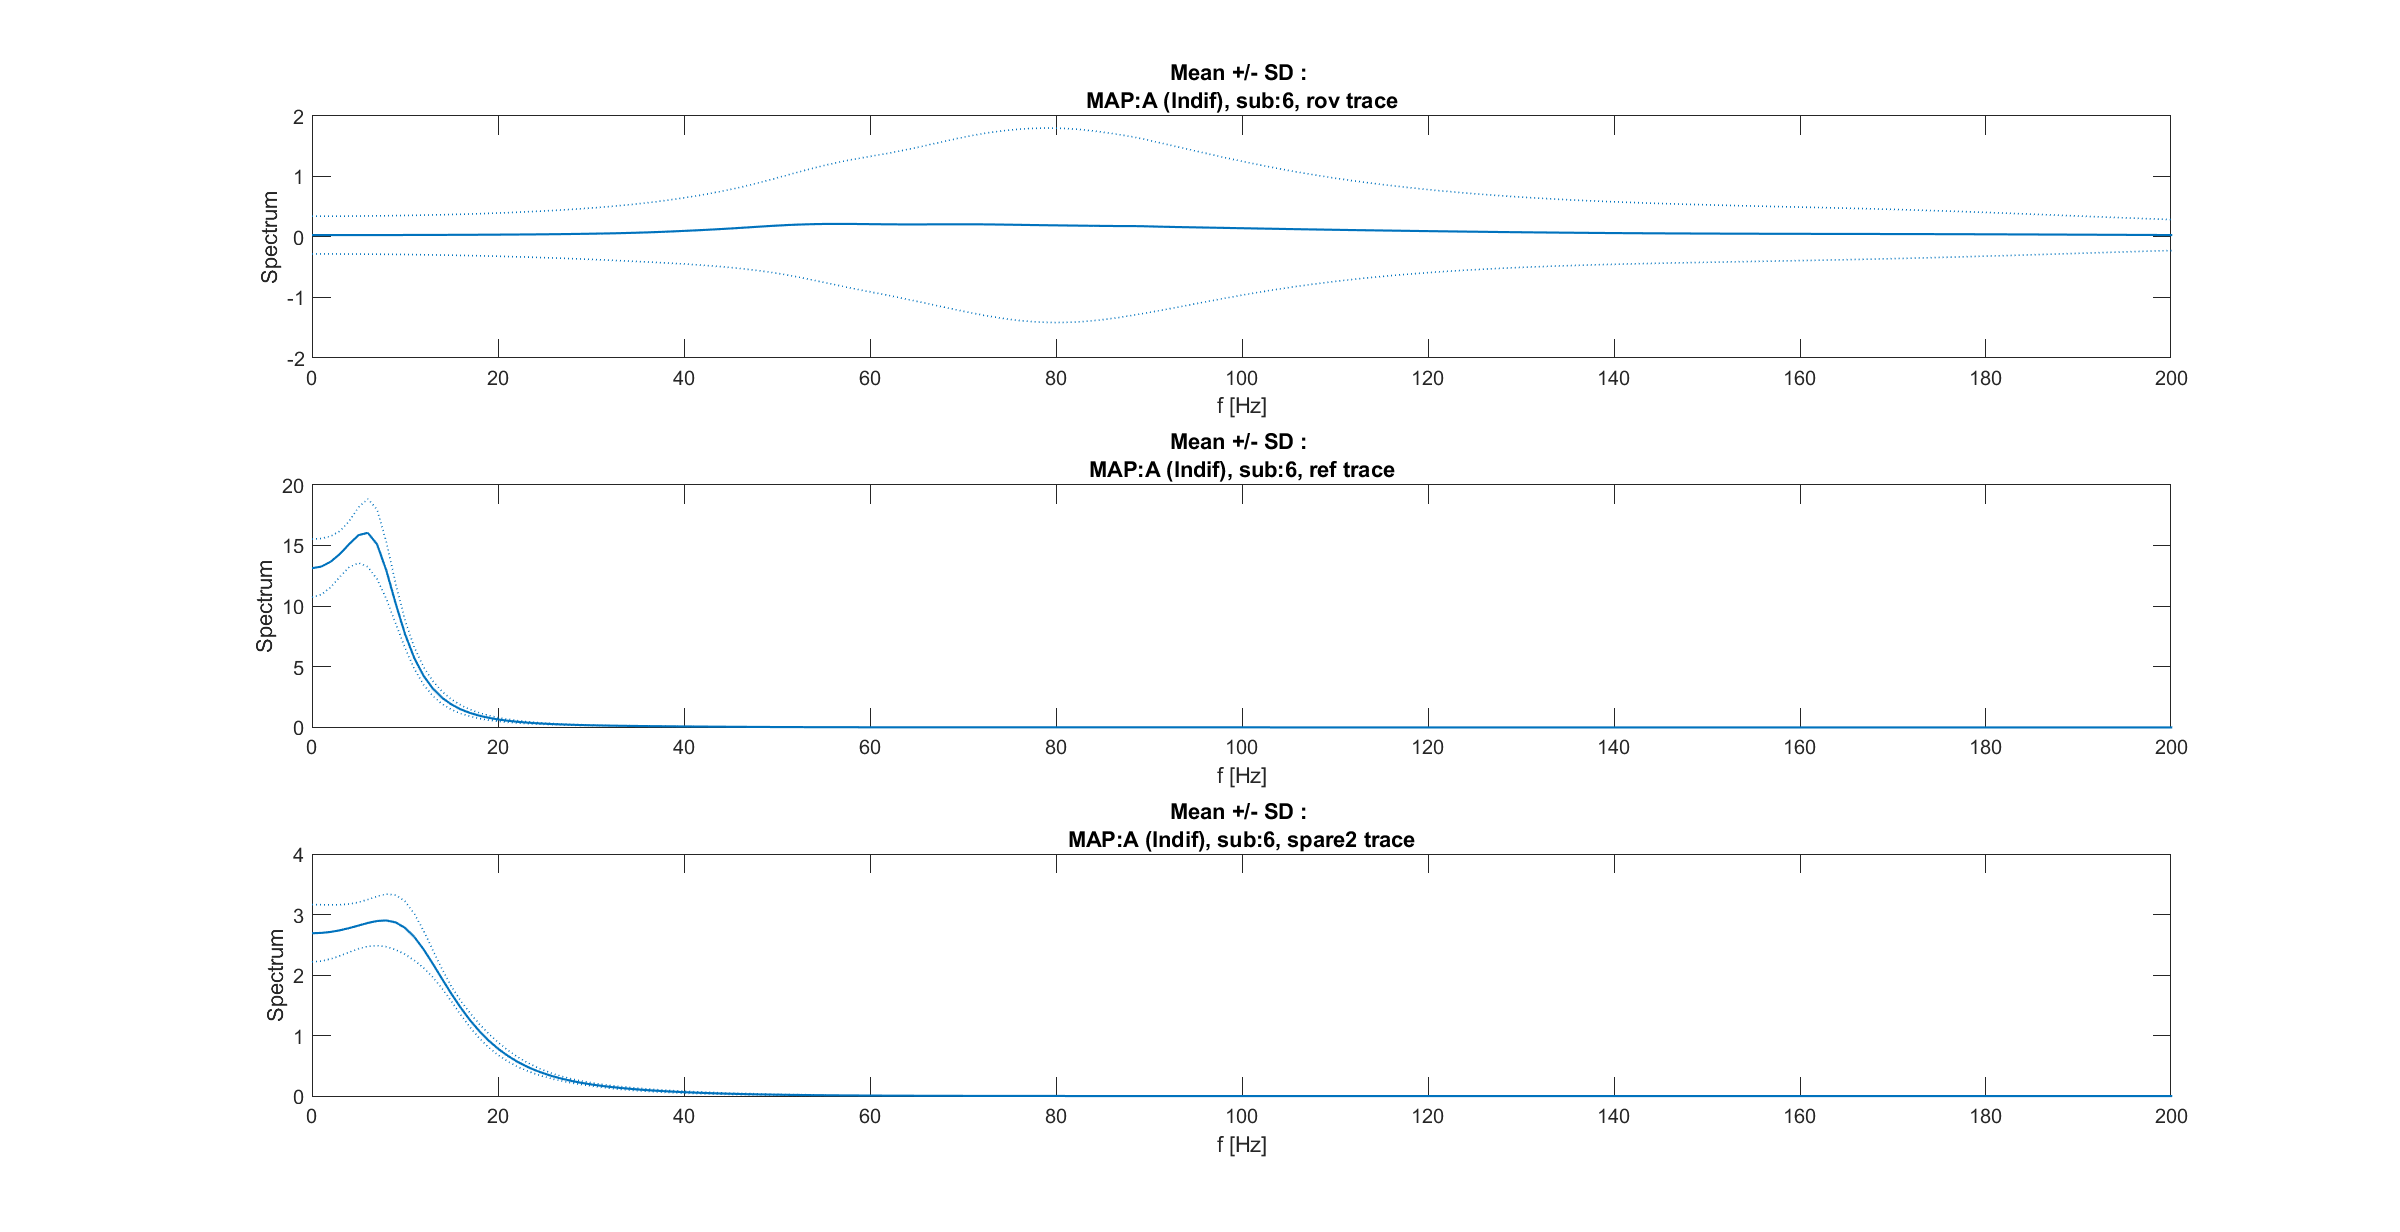 Mean +/- SD :
MAP:A (Indif), sub:6, rov trace
2
1
0
-1
-2
Spectrum
0 20 40 60 80 100 120 140 160 180 200
f [Hz]
Mean +/- SD :
MAP:A (Indif), sub:6, ref trace
20
15
10
5
0
Spectrum
0 20 40 60 80 100 120 140 160 180 200
f [Hz]
Mean +/- SD :
MAP:A (Indif), sub:6, spare2 trace
4
3
2
1
0
Spectrum
0 20 40 60 80 100 120 140 160 180 200
f [Hz]